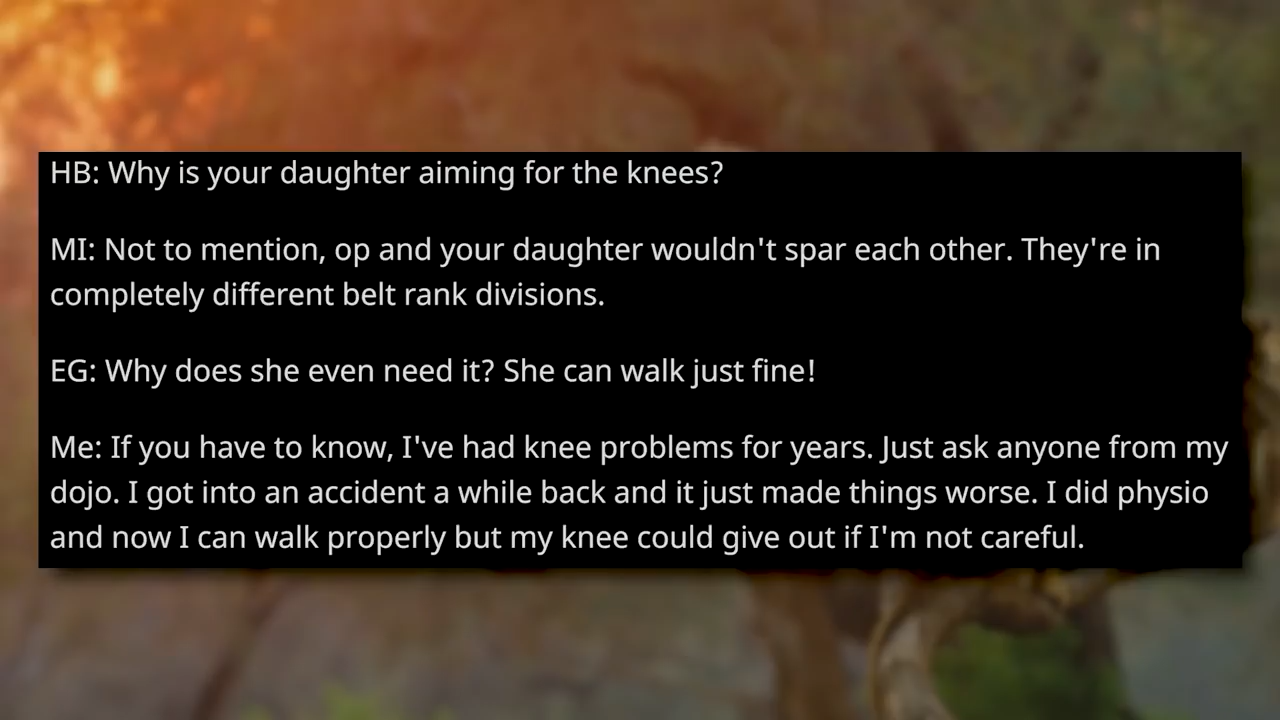 HB: Why is your daughter aiming for the knees?
MI: Not to mention, op and your daughter wouldn't spar each other. They're in
completely different belt rank divisions.
EG: Why does she even need it? She can walk just fine!
Me: If you have to know, I've had knee problems for years. Just ask anyone from my
dojo. I got into an accident a while back and it just made things worse. I did physio
and now I can walk properly but my knee could give out if I'm not careful.